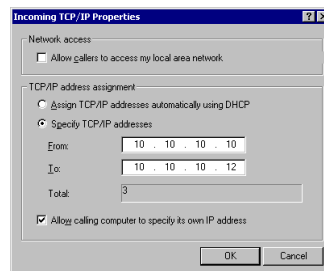 Incoming TCP/IP Properties
Network access
Allow callers to access my local area network
TCP/IP address assignment
Assign TCP/IP addresses automatically using DHCP
Specify TCP/IP addresses
From: 10 . 10 . 10 . 10
To: 10 . 10 . 10 . 12
Total: 3
Allow calling computer to specify its own IP address
OK Cancel